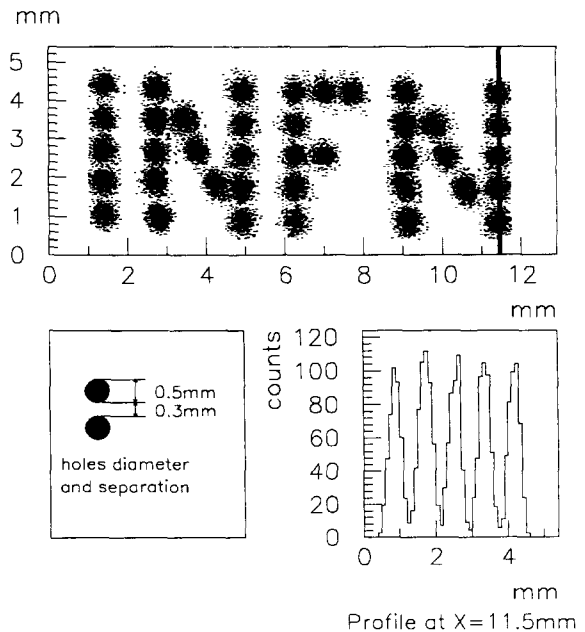 mm
5
4
3
2
1
0
0 2 4 6 8 10 12
mm
INFN
0.5mm
0.3mm
holes diameter
and separation
counts
120
100
80
60
40
20
0
0 2 4
mm
Profile at X=11.5mm